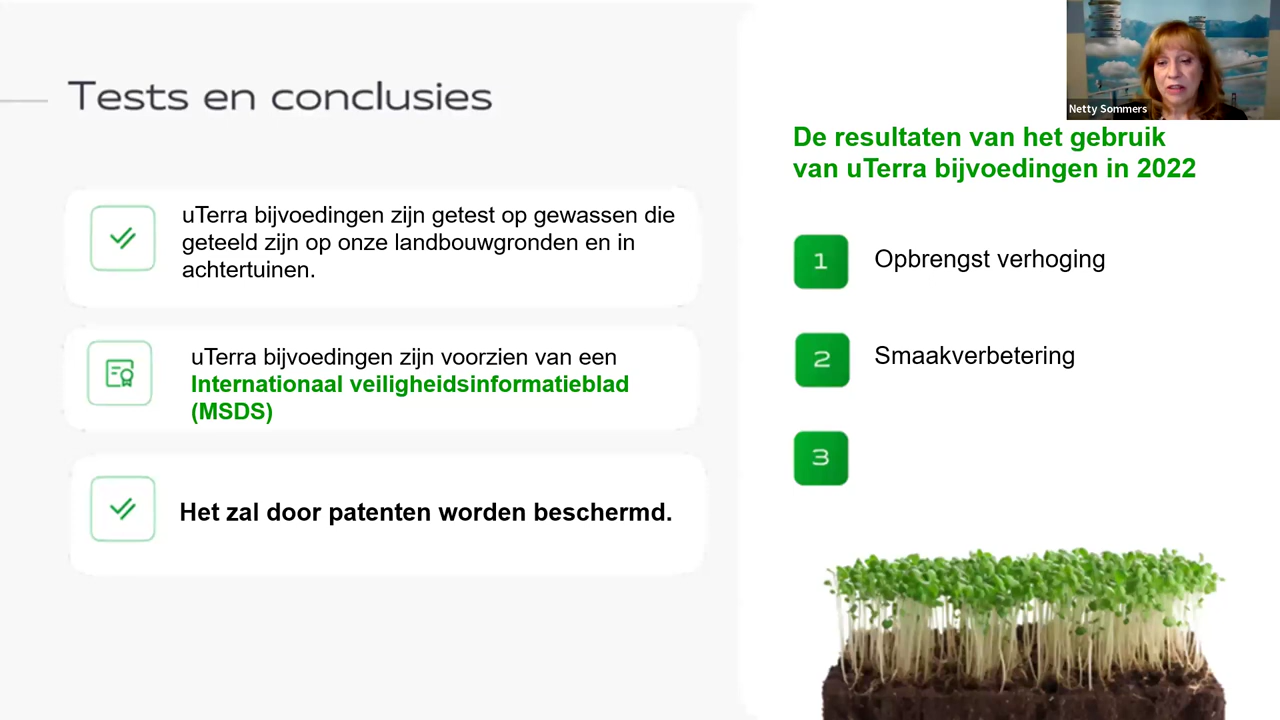 Tests en conclusies
uTerra bijvoedingen zijn getest op gewassen die
geteeld zijn op onze landbouwgronden en in
achtertuinen.
uTerra bijvoedingen zijn voorzien van een
Internationaal veiligheidsinformatieblad
(MSDS)
Het zal door patenten worden beschermd.
Netty Sommers
De resultaten van het gebruik
van uTerra bijvoedingen in 2022
1 Opbrengst verhoging
2 Smaakverbetering
3